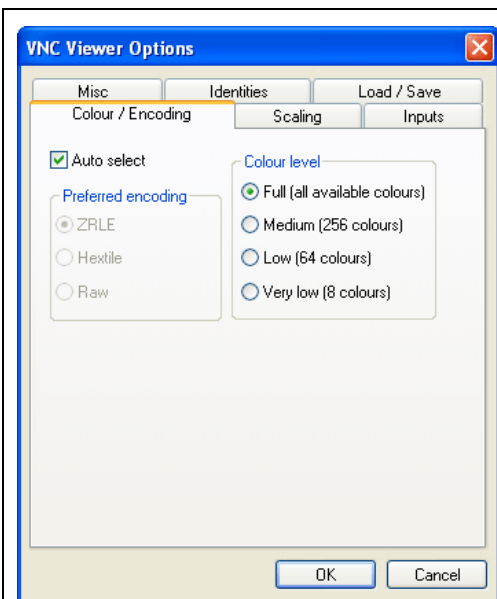 VNC Viewer Options
Misc Identities Load / Save
Colour / Encoding Scaling Inputs
Auto select
Preferred encoding
ZRLE
Hextile
Raw
Colour level
Full (all available colours)
Medium (256 colours)
Low (64 colours)
Very low (8 colours)
OK Cancel